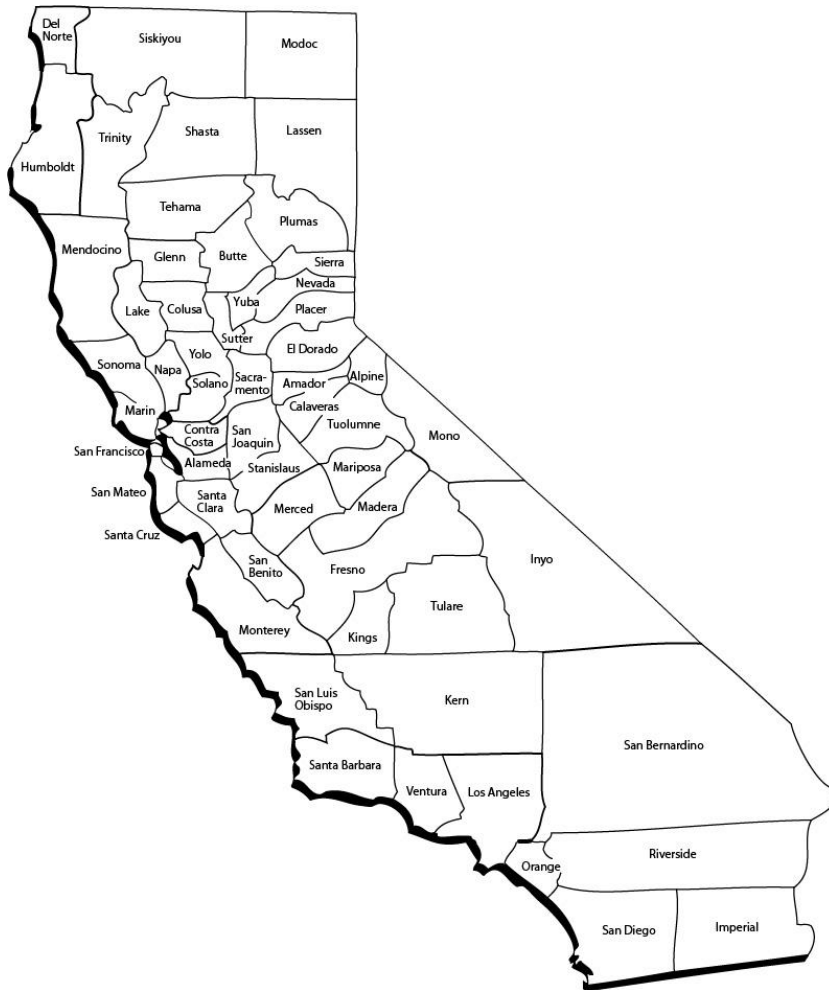 Del
Norte
Siskiyou
Modoc
Trinity
Shasta
Lassen
Humboldt
Tehama
Plumas
Mendocino
Glenn
Butte
Sierra
Nevada
Yuba
Lake
Colusa
Placer
Sutter
El Dorado
Yolo
Sonoma
Napa
Solano
Sacra-
mento
Amador
Alpine
Marin
Calaveras
Contra
Costa
San
Joaquin
Tuolumne
Mono
San Francisco
Alameda
Stanislaus
Mariposa
San Mateo
Santa
Clara
Merced
Madera
Santa Cruz
San
Benito
Fresno
Inyo
Tulare
Monterey
Kings
San Luis
Obispo
Kern
San Bernardino
Santa Barbara
Ventura
Los Angeles
Orange
Riverside
San Diego
Imperial